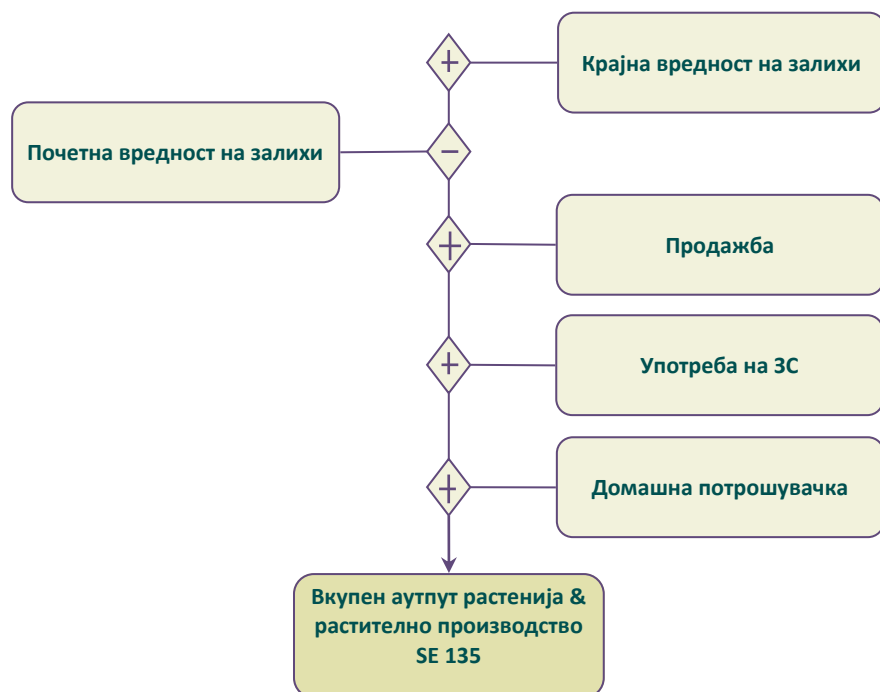 Крајна вредност на залихи
+
Почетна вредност на залихи
−
Продажба
+
Употреба на ЗС
+
Домашна потрошувачка
+
Вкупен аутпут растенија &
растително производство
SE 135